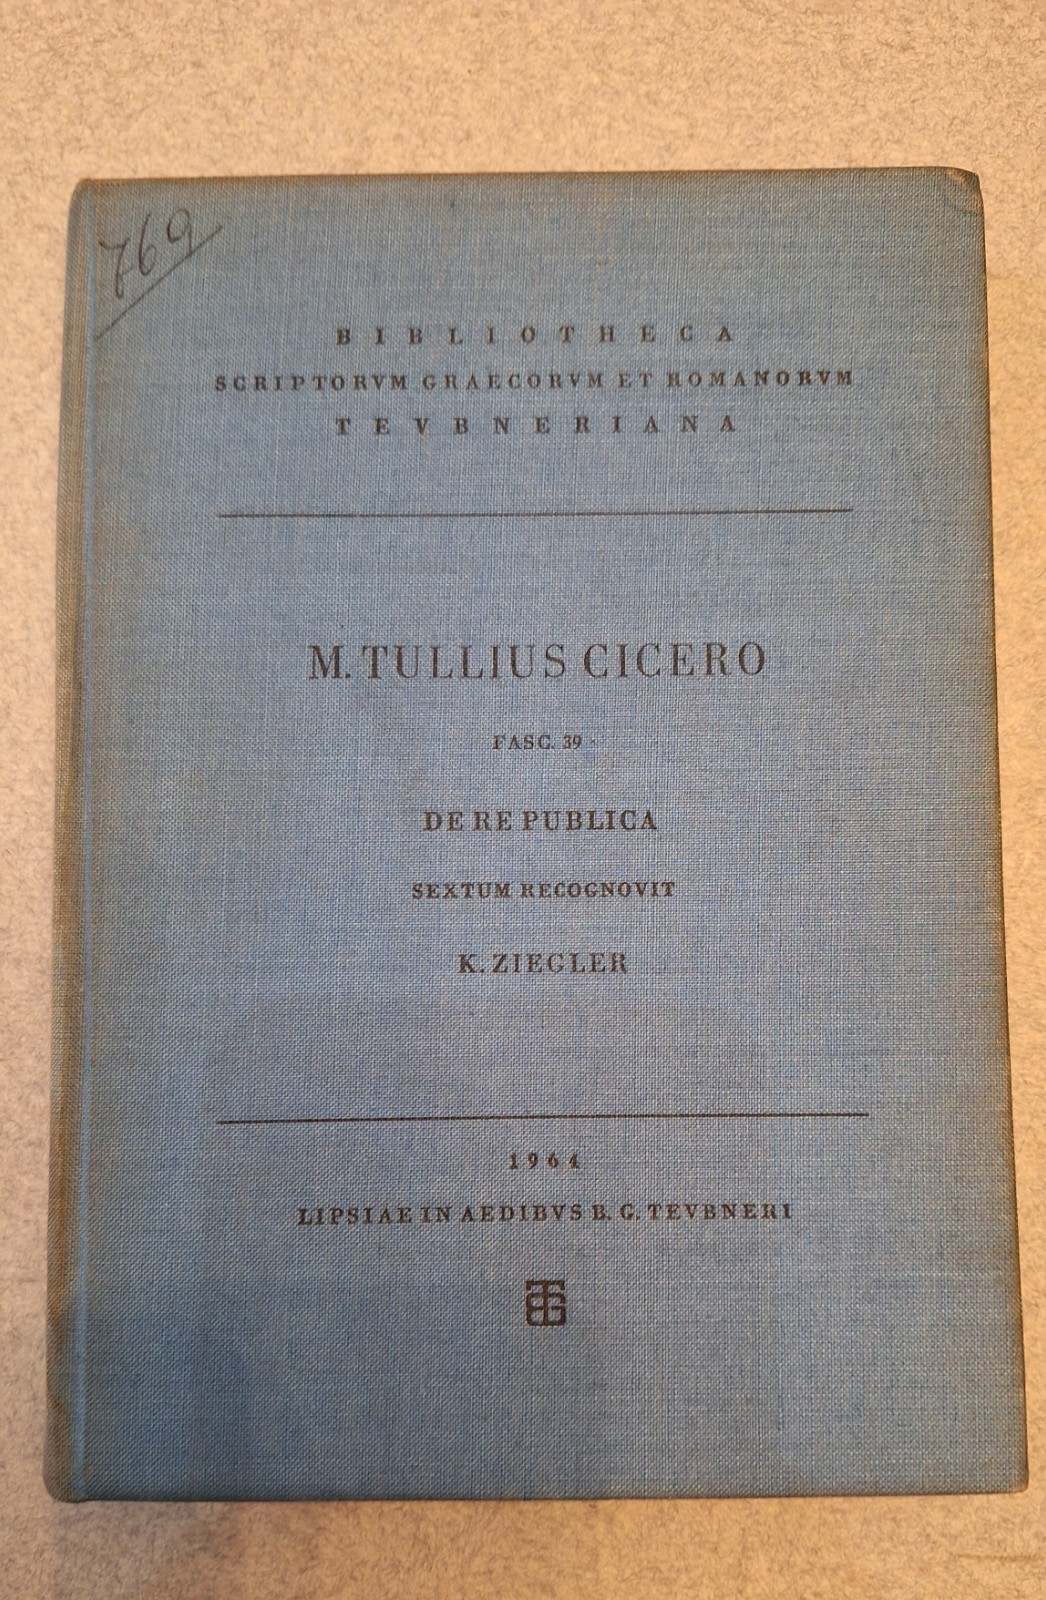 769
BIBLIOTHECA
SCRIPTORVM GRAECORVM ET ROMANORVM
TEVBNERIANA
M. TULLIUS CICERO
FASC. 39
DE RE PUBLICA
SEXTUM RECOGNOVIT
K. ZIEGLER
1964
LIPSIAE IN AEDIBVS B. G. TEVBNERI